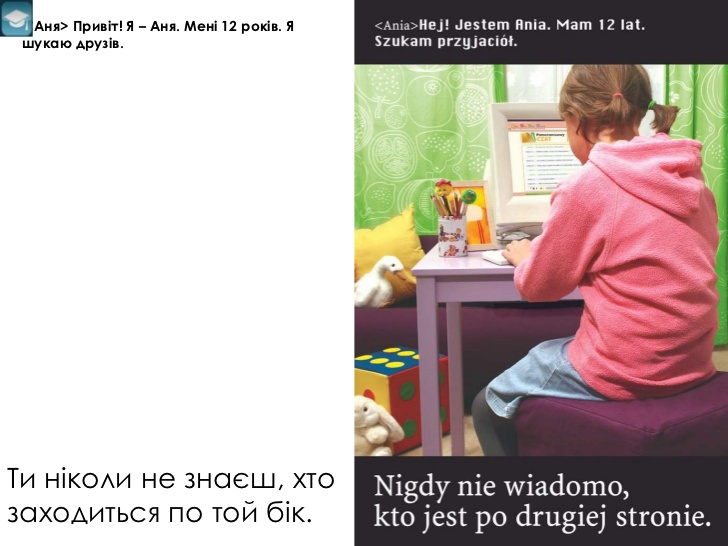 Аня> Привіт! Я – Аня. Мені 12 років. Я
шукаю друзів.
<Ania>Hej! Jestem Ania. Mam 12 lat.
Szukam przyjaciół.
Ти ніколи не знаєш, хто
заходиться по той бік.
Nigdy nie wiadomo,
kto jest po drugiej stronie.